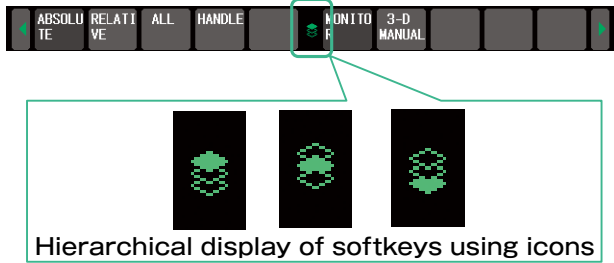 ABSOLU RELATI ALL HANDLE MONITO 3-D
TE VE R MANUAL
Hierarchical display of softkeys using icons